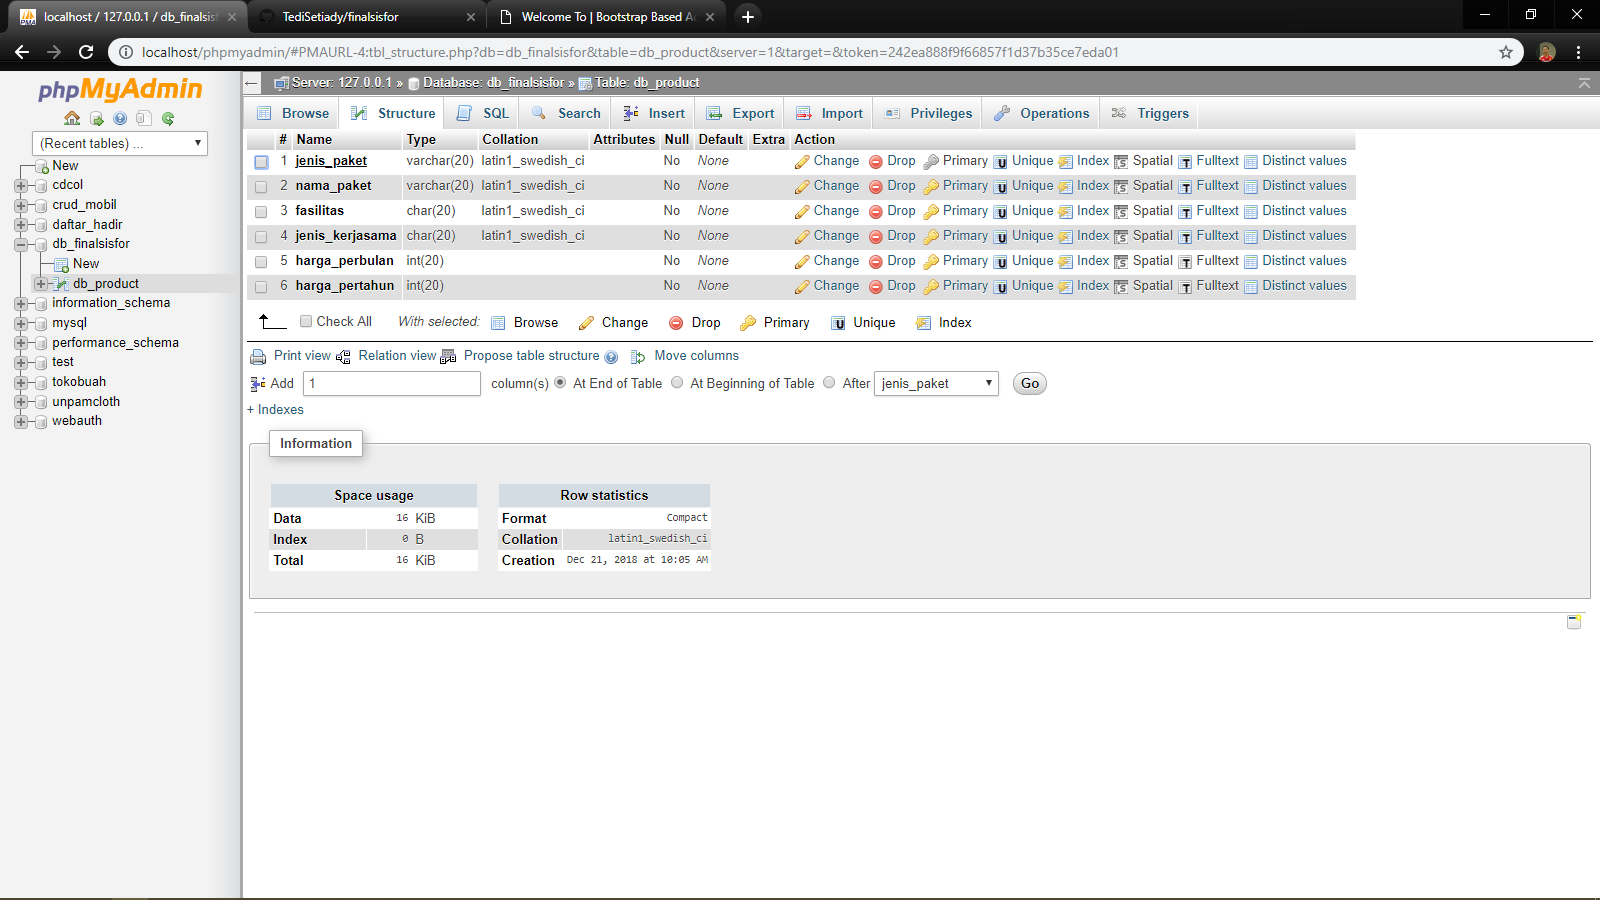 localhost / 127.0.0.1 / db_finalsisf
TediSetiady/finalsisfor
Welcome To | Bootstrap Based A
localhost/phpmyadmin/#PMAURL-4:tbl_structure.php?db=db_finalsisfor&table=db_product&server=1&target=&token=242ea888f9f66857f1d37b35ce7eda01
phpMyAdmin
(Recent tables) ...
New
cdcol
crud_mobil
daftar_hadir
db_finalsisfor
New
db_product
information_schema
mysql
performance_schema
test
tokobuah
unpamcloth
webauth
Server: 127.0.0.1 » Database: db_finalsisfor » Table: db_product
Browse Structure SQL Search Insert Export Import Privileges Operations Triggers
# Name Type Collation Attributes Null Default Extra Action
1 jenis_paket varchar(20) latin1_swedish_ci No None Change Drop Primary Unique Index Spatial Fulltext Distinct values
2 nama_paket varchar(20) latin1_swedish_ci No None Change Drop Primary Unique Index Spatial Fulltext Distinct values
3 fasilitas char(20) latin1_swedish_ci No None Change Drop Primary Unique Index Spatial Fulltext Distinct values
4 jenis_kerjasama char(20) latin1_swedish_ci No None Change Drop Primary Unique Index Spatial Fulltext Distinct values
5 harga_perbulan int(20) No None Change Drop Primary Unique Index Spatial Fulltext Distinct values
6 harga_pertahun int(20) No None Change Drop Primary Unique Index Spatial Fulltext Distinct values
Check All With selected: Browse Change Drop Primary Unique Index
Print view Relation view Propose table structure Move columns
Add 1 column(s) At End of Table At Beginning of Table After jenis_paket Go
+ Indexes
Information
Space usage
Data 16 KiB
Index 0 B
Total 16 KiB
Row statistics
Format Compact
Collation latin1_swedish_ci
Creation Dec 21, 2018 at 10:05 AM